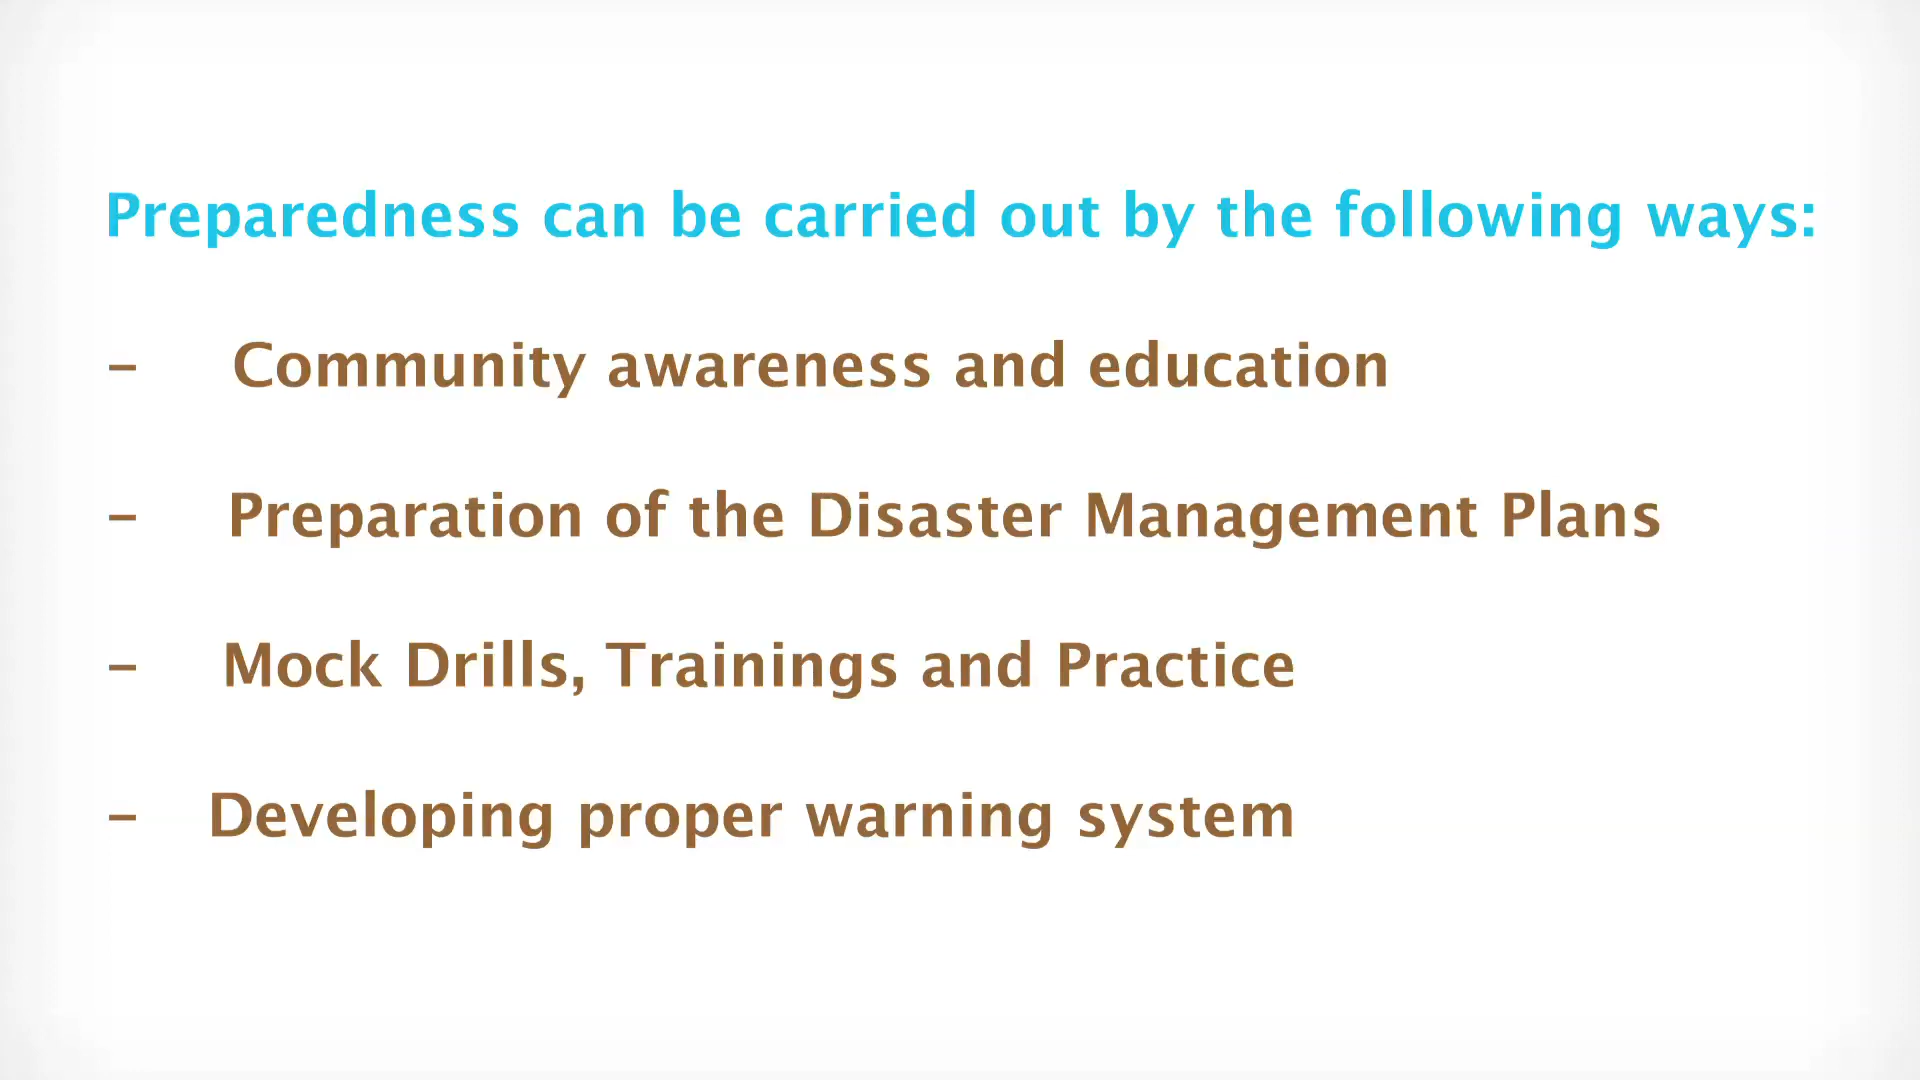 Preparedness can be carried out by the following ways:
- Community awareness and education
- Preparation of the Disaster Management Plans
- Mock Drills, Trainings and Practice
- Developing proper warning system